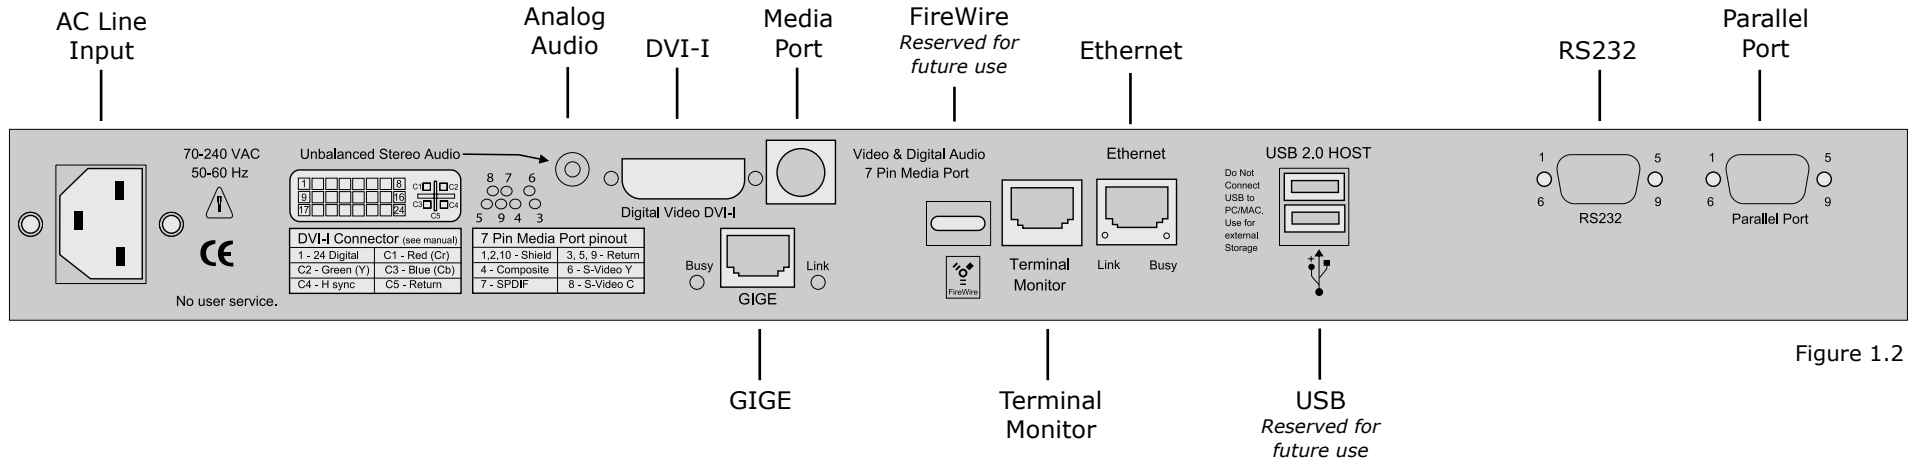 AC Line
Input
Analog
Audio
DVI-I
Media
Port
FireWire
Reserved for
future use
Ethernet
RS232
Parallel
Port
70-240 VAC
50-60 Hz
No user service.
Unbalanced Stereo Audio
1 8
9 16
17 24
C1 C2
C3 C4
C5
8 7 6
5 9 4 3
DVI-I Connector (see manual)
1 - 24 Digital C1 - Red (Cr)
C2 - Green (Y) C3 - Blue (Cb)
C4 - H sync C5 - Return
7 Pin Media Port pinout
1,2,10 - Shield 3, 5, 9 - Return
4 - Composite 6 - S-Video Y
7 - SPDIF 8 - S-Video C
Digital Video DVI-I
Busy
Link
GIGE
Video & Digital Audio
7 Pin Media Port
FireWire
Terminal
Monitor
Ethernet
Link Busy
USB 2.0 HOST
Do Not
Connect
USB to
PC/MAC.
Use for
external
Storage
1 5
6 9
RS232
1 5
6 9
Parallel Port
Figure 1.2
GIGE
Terminal
Monitor
USB
Reserved for
future use